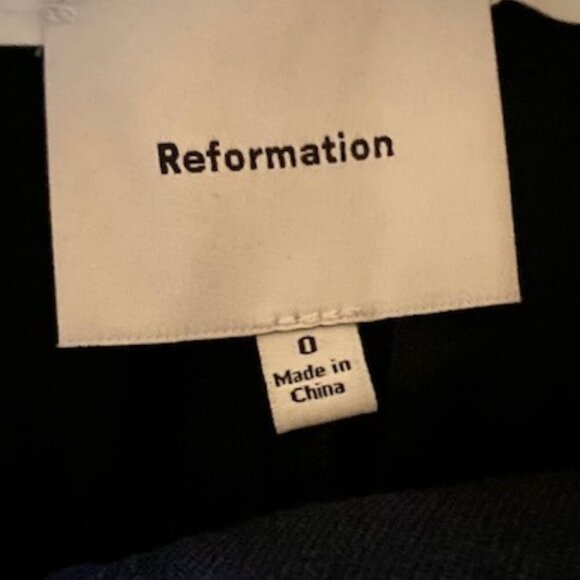 Reformation
0
Made in
China